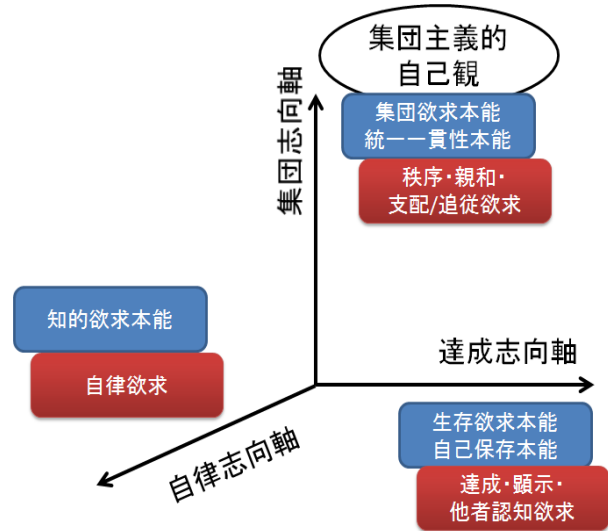 集団主義的
自己観
集団志向軸
集団欲求本能
統一一貫性本能
秩序・親和・
支配/追従欲求
知的欲求本能
自律欲求
自律志向軸
達成志向軸
生存欲求本能
自己保存本能
達成・顕示・
他者認知欲求